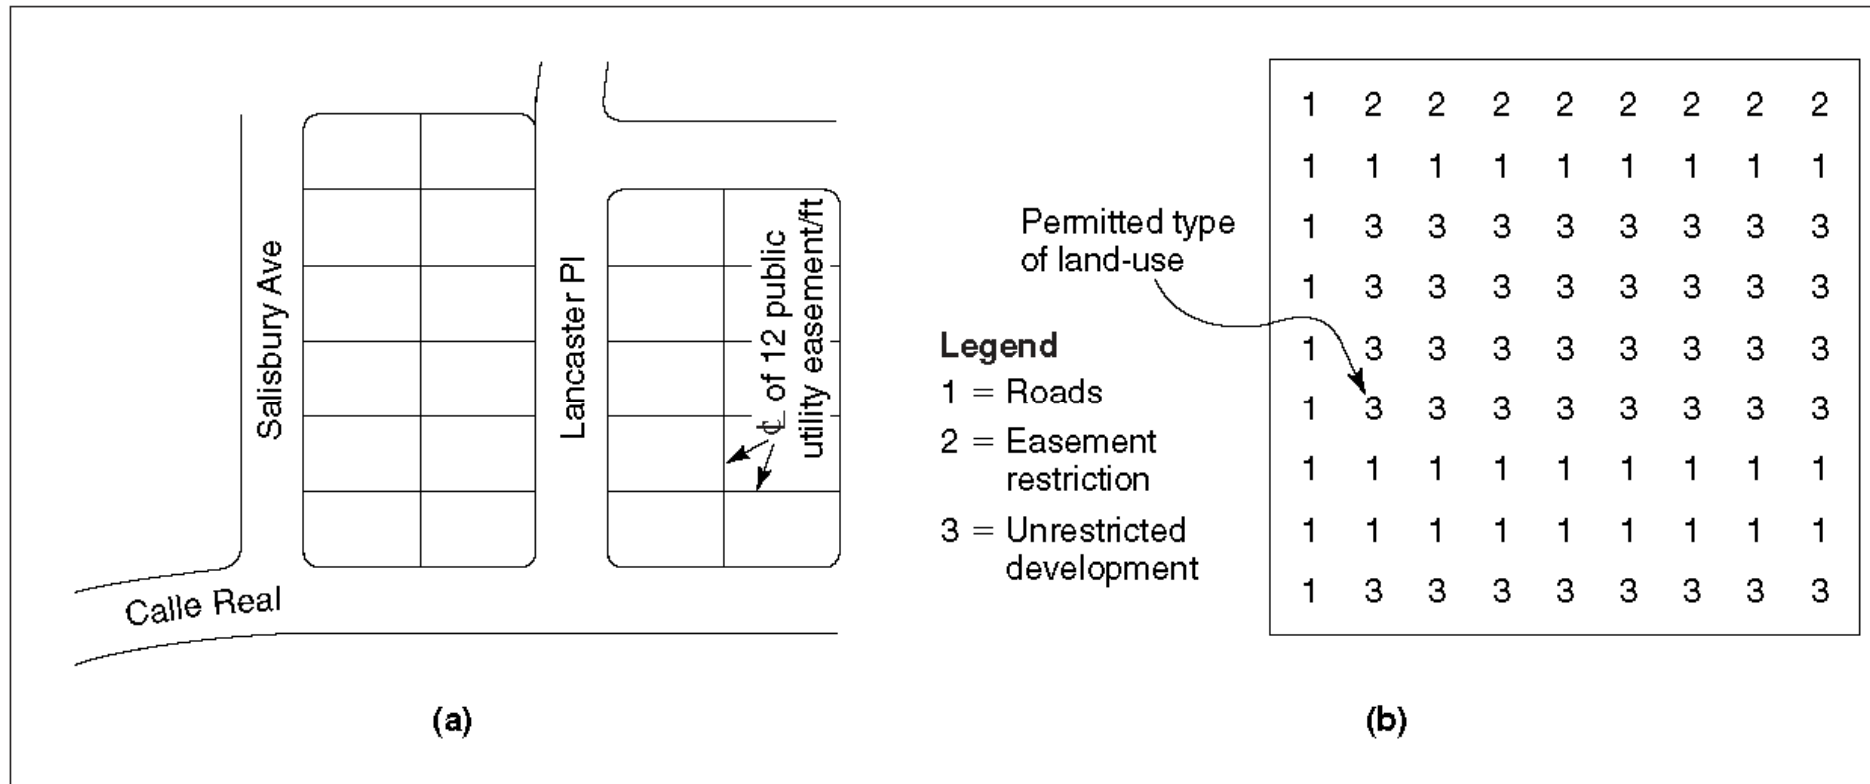 Salisbury Ave
Lancaster Pl
℄ of 12 public
utility easement/ft
Calle Real
(a)
Permitted type
of land-use
Legend
1 = Roads
2 = Easement
restriction
3 = Unrestricted
development
1 2 2 2 2 2 2 2 2
1 1 1 1 1 1 1 1 1
1 3 3 3 3 3 3 3 3
1 3 3 3 3 3 3 3 3
1 3 3 3 3 3 3 3 3
1 3 3 3 3 3 3 3 3
1 1 1 1 1 1 1 1 1
1 1 1 1 1 1 1 1 1
1 3 3 3 3 3 3 3 3
(b)